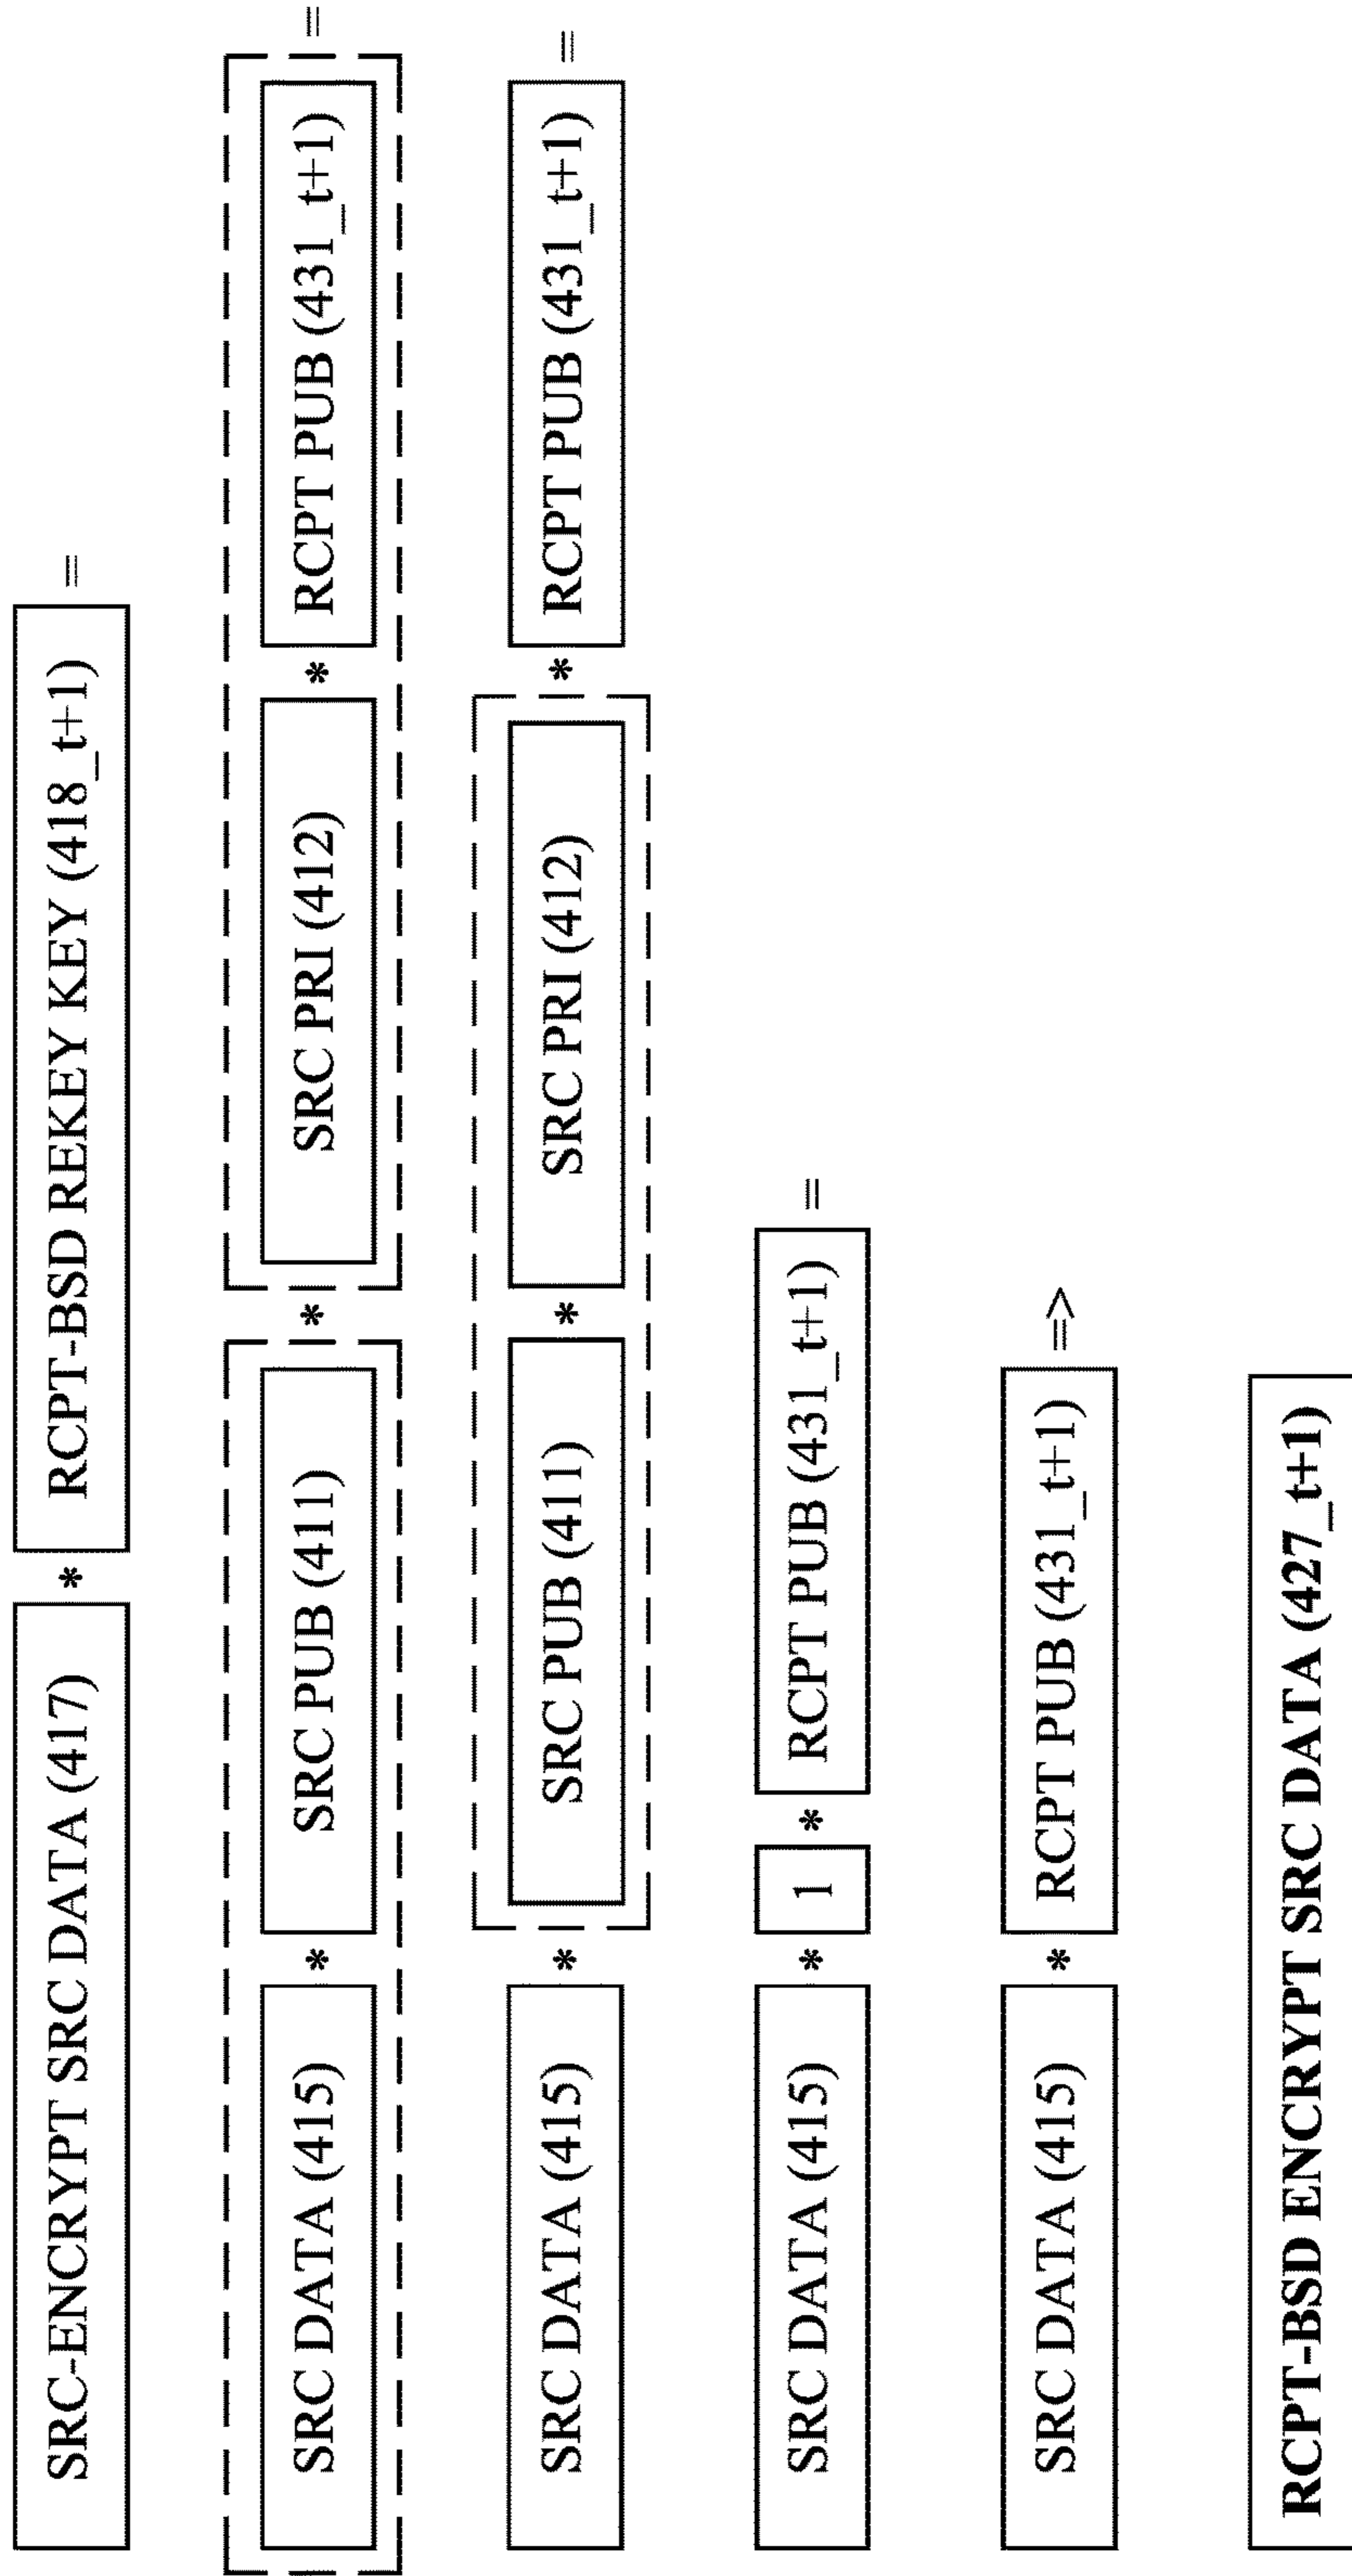 SRC-ENCRYPT SRC DATA (417) * RCPT-BSD REKEY KEY (418_t+1) =
SRC DATA (415) * SRC PUB (411) * SRC PRI (412) * RCPT PUB (431_t+1) =
SRC DATA (415) * SRC PUB (411) * SRC PRI (412) * RCPT PUB (431_t+1) =
SRC DATA (415) * 1 * RCPT PUB (431_t+1) =
SRC DATA (415) * RCPT PUB (431_t+1) =>
RCPT-BSD ENCRYPT SRC DATA (427_t+1)